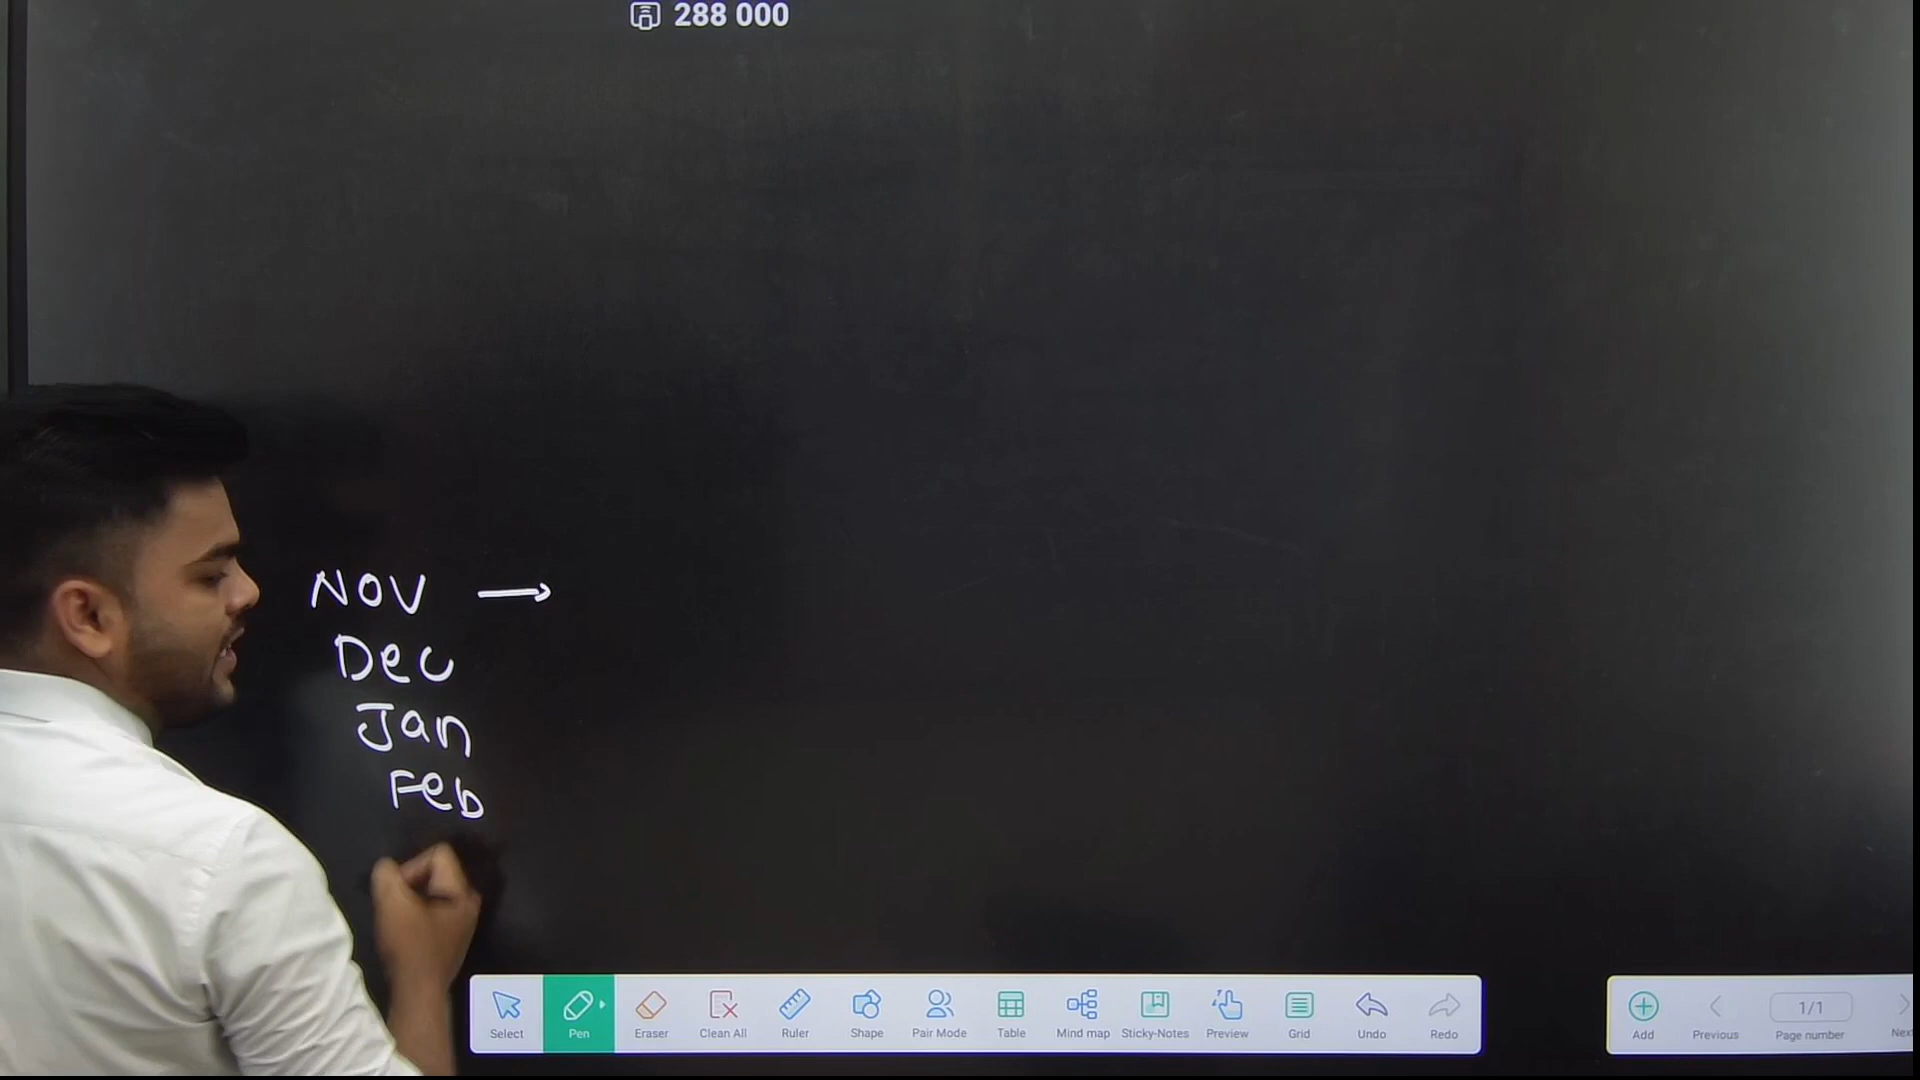 288 000
NOV →
Dec
Jan
Feb
Select Pen Eraser Clean All Ruler Shape Pair Mode Table Mind map Sticky-Notes Preview Grid Undo Redo
Add Previous 1/1 Page number Next